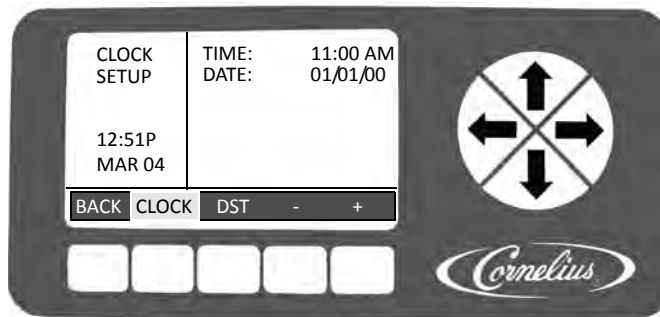 CLOCK
SETUP
TIME: 11:00 AM
DATE: 01/01/00
12:51P
MAR 04
BACK CLOCK DST - +
Cornelius